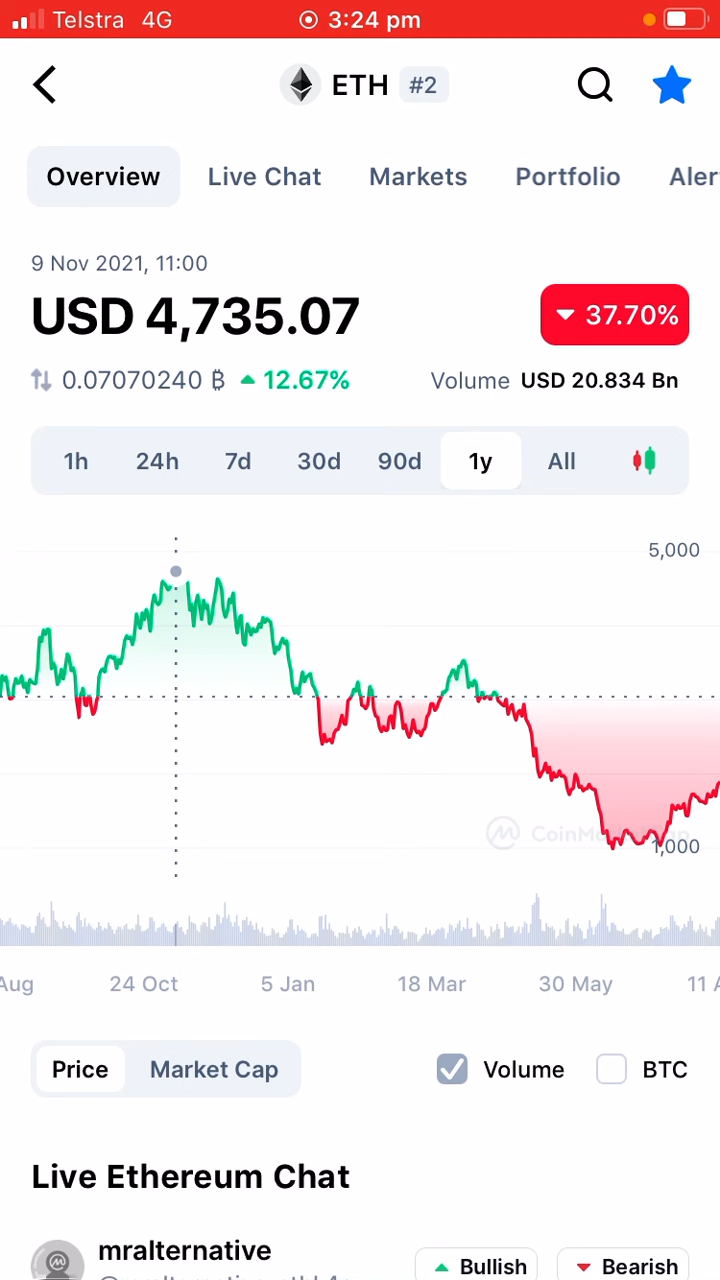 Telstra 4G 3:24 pm
ETH #2
Overview Live Chat Markets Portfolio Aler
9 Nov 2021, 11:00
USD 4,735.07
37.70%
0.07070240 ₿ 12.67% Volume USD 20.834 Bn
1h 24h 7d 30d 90d 1y All
5,000
1,000
Aug 24 Oct 5 Jan 18 Mar 30 May 11 A
Price Market Cap Volume BTC
Live Ethereum Chat
mralternative
Bullish Bearish